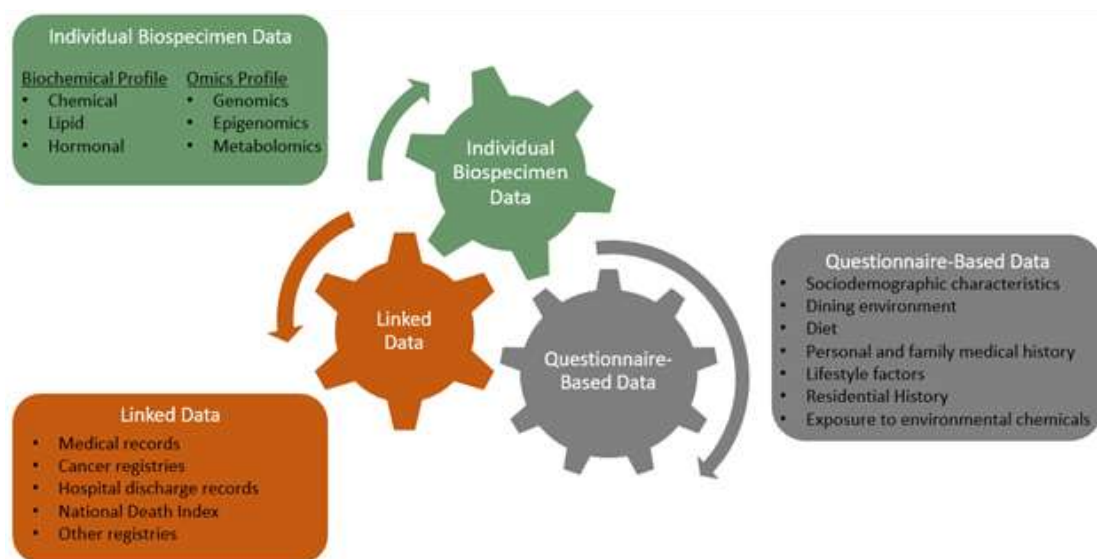 Individual Biospecimen Data
Biochemical Profile
• Chemical
• Lipid
• Hormonal
Omics Profile
• Genomics
• Epigenomics
• Metabolomics
Individual
Biospecimen
Data
Linked
Data
Questionnaire-
Based Data
Questionnaire-Based Data
• Sociodemographic characteristics
• Dining environment
• Diet
• Personal and family medical history
• Lifestyle factors
• Residential History
• Exposure to environmental chemicals
Linked Data
• Medical records
• Cancer registries
• Hospital discharge records
• National Death Index
• Other registries